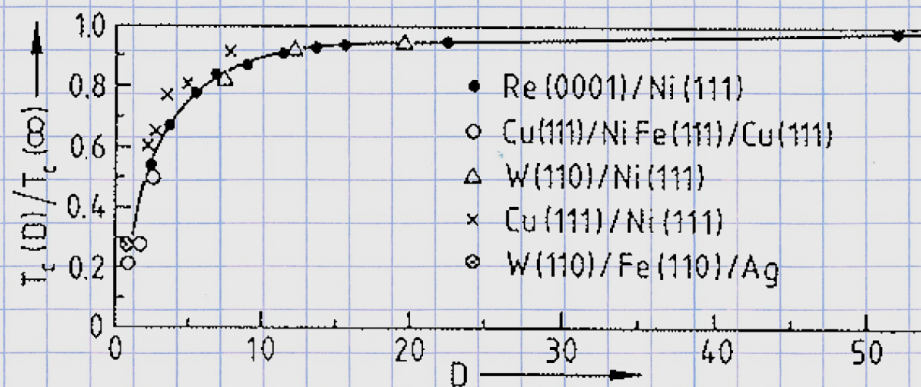 1.0
0.8
0.6
0.4
0.2
0
T_c(D)/T_c(∞)
Re(0001)/Ni(111)
Cu(111)/NiFe(111)/Cu(111)
W(110)/Ni(111)
Cu(111)/Ni(111)
W(110)/Fe(110)/Ag
0 10 20 30 40 50
D